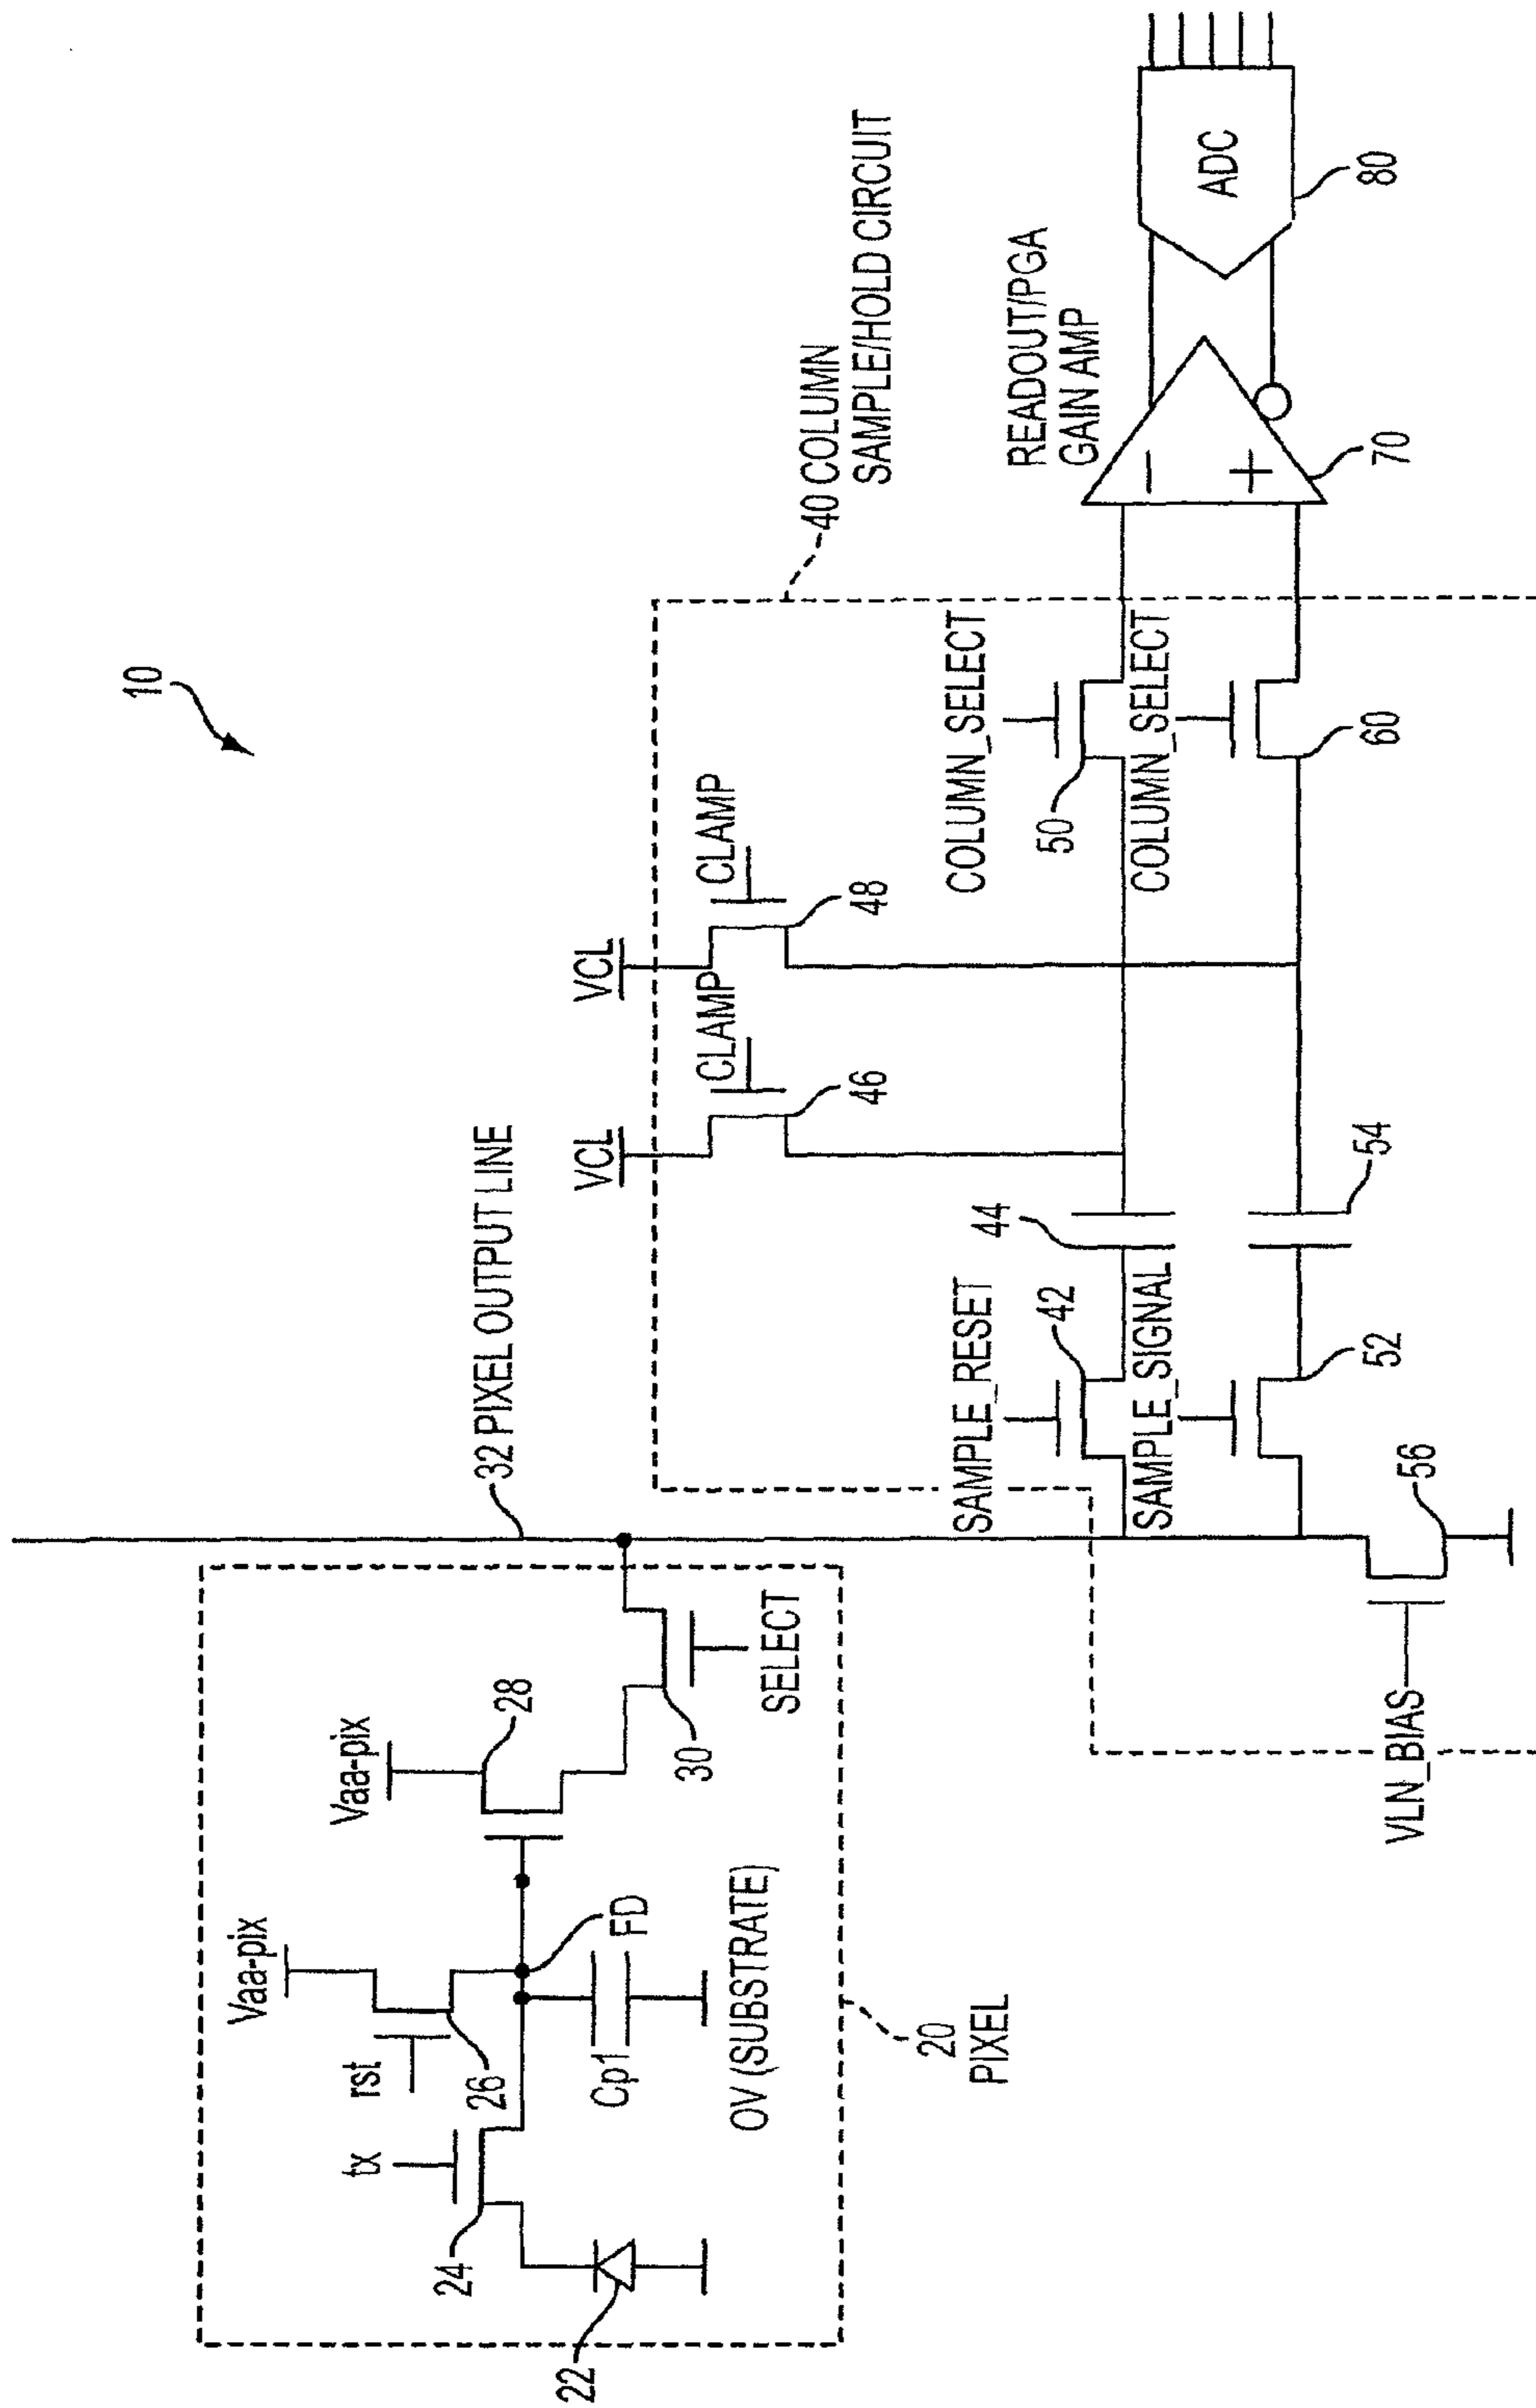 10
32 PIXEL OUTPUT LINE
40 COLUMN
SAMPLE/HOLD CIRCUIT
Vaa-pix
Vaa-pix
rst
tx
24
26
28
22
FD
Cp1
30
SELECT
0V (SUBSTRATE)
20
PIXEL
VCL
VCL
CLAMP
CLAMP
46
48
SAMPLE_RESET
42
44
COLUMN_SELECT
50
SAMPLE_SIGNAL
52
54
COLUMN_SELECT
60
VLN_BIAS
56
READOUT/PGA
GAIN AMP
−
+
70
ADC
80